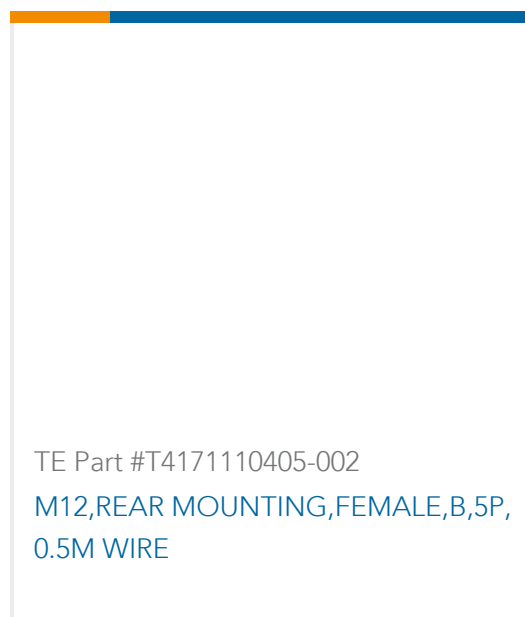 TE Part #T4171110405-002
M12,REAR MOUNTING,FEMALE,B,5P,
0.5M WIRE